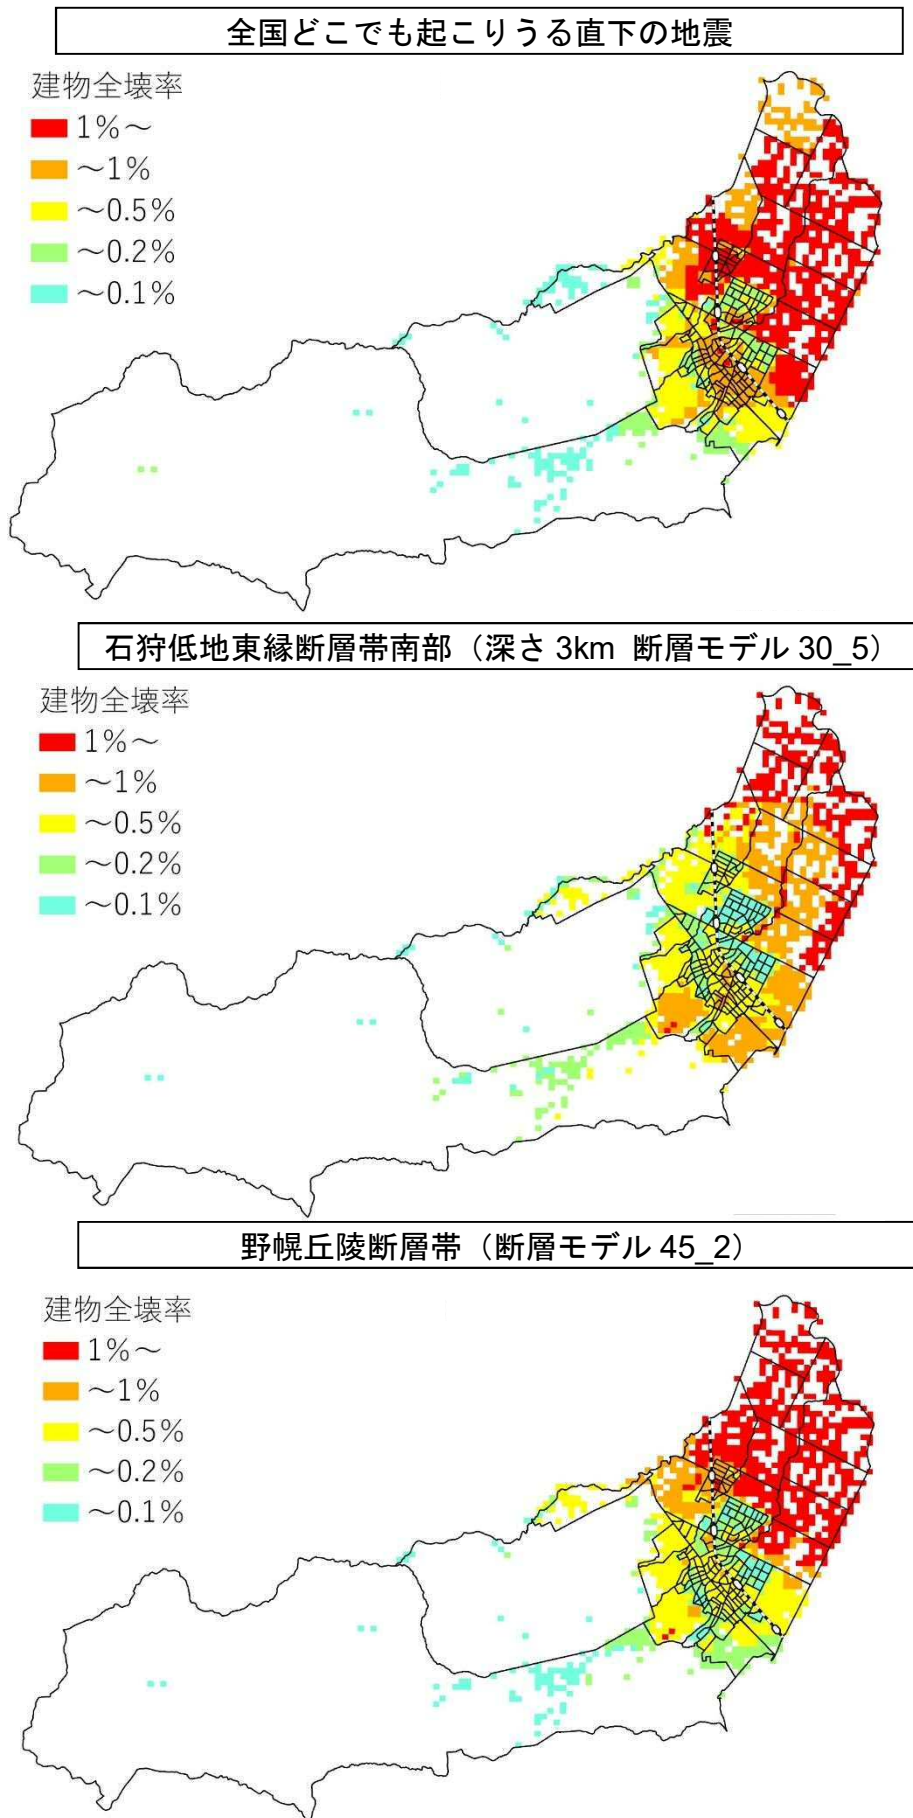 全国どこでも起こりうる直下の地震
建物全壊率
1%～
～1%
～0.5%
～0.2%
～0.1%
石狩低地東縁断層帯南部（深さ 3km 断層モデル 30_5）
建物全壊率
1%～
～1%
～0.5%
～0.2%
～0.1%
野幌丘陵断層帯（断層モデル 45_2）
建物全壊率
1%～
～1%
～0.5%
～0.2%
～0.1%